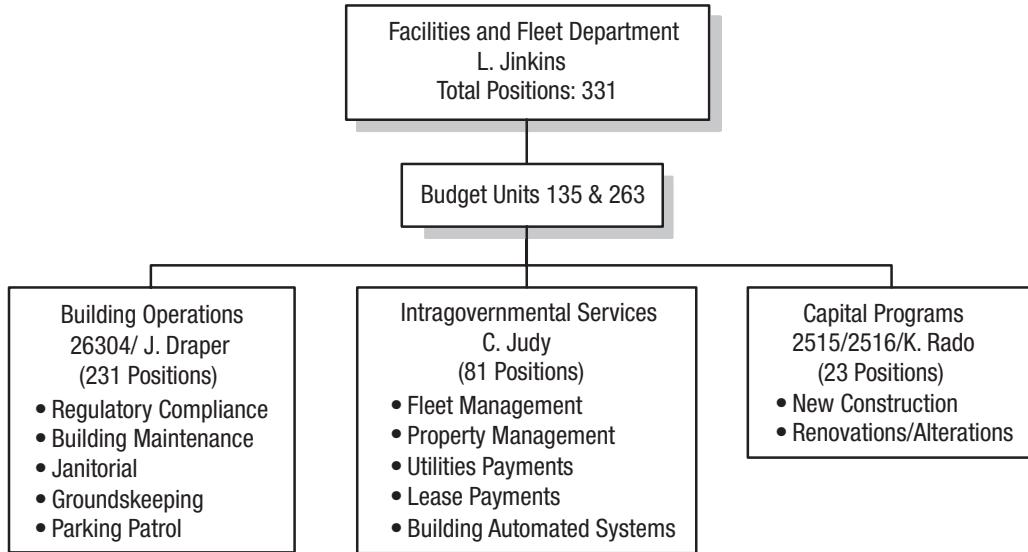 Facilities and Fleet Department
L. Jinkins
Total Positions: 331
Budget Units 135 & 263
Building Operations
26304/ J. Draper
(231 Positions)
• Regulatory Compliance
• Building Maintenance
• Janitorial
• Groundskeeping
• Parking Patrol
Intragovernmental Services
C. Judy
(81 Positions)
• Fleet Management
• Property Management
• Utilities Payments
• Lease Payments
• Building Automated Systems
Capital Programs
2515/2516/K. Rado
(23 Positions)
• New Construction
• Renovations/Alterations